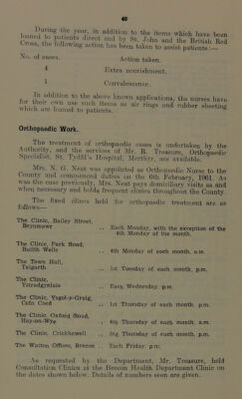 40
During the year, in addition to the items which have been
loaned to patients direct and by St. John and the British Red
Cross, the following action has been taken to assist patients:—
No. of cases. Action taken.
4 Extra nourishment.
1 Convalescence.
In addition to the above known applications, the nurses have
for their own use such items as air rings and rubber sheeting
which are loaned to patients.
Orthopaedic Work.
The treatment of orthopaedic cases is undertaken by the
Authority, and the services of Mr. R. Treasure, Orthopaedic
Specialist, St. Tydfil's Hospital, Merthyr, are available.
Mrs. N. G. Next was appointed as Orthopaedic Nurse to the
County and commenced duties on the 6th February, 1961. As
was the case previously, Mrs. Next pays domiciliary visits as and
when necessary and holds frequent clinics throughout the County.
The fixed clinics held for orthopaedic treatment are as
follows—
The Clinic, Bailey Street,
Brynmawr .. Each Monday, with the exception of the
4th Monday of the month.
The Clinic, Park Road,
Builth Wells .. 4th Monday of each month, a.m.
The Town Hall,
Talgarth .. 1st Tuesday of each month, p.m.
The Clinic,
Ystradgynlais .. Every Wednesday, p.m.
The Clinic, Ysgol-y-Graig,
Cefn Coed .. 1st Thursday of each month, p.m.
The Clinic, Oxford Road,
Hay-on-Wye .. Thursday of each month, p.m.
The Clinic, Crickhowell .. Thursday of each month, p.m.
The Watton, Offices, Brecon .. Each Friday, p.m.
As requested by the Department, Mr. Treasure, held
Consultation Clinics at the Brecon Health Department Clinic on
the dates shown below. Details of numbers seen are given.